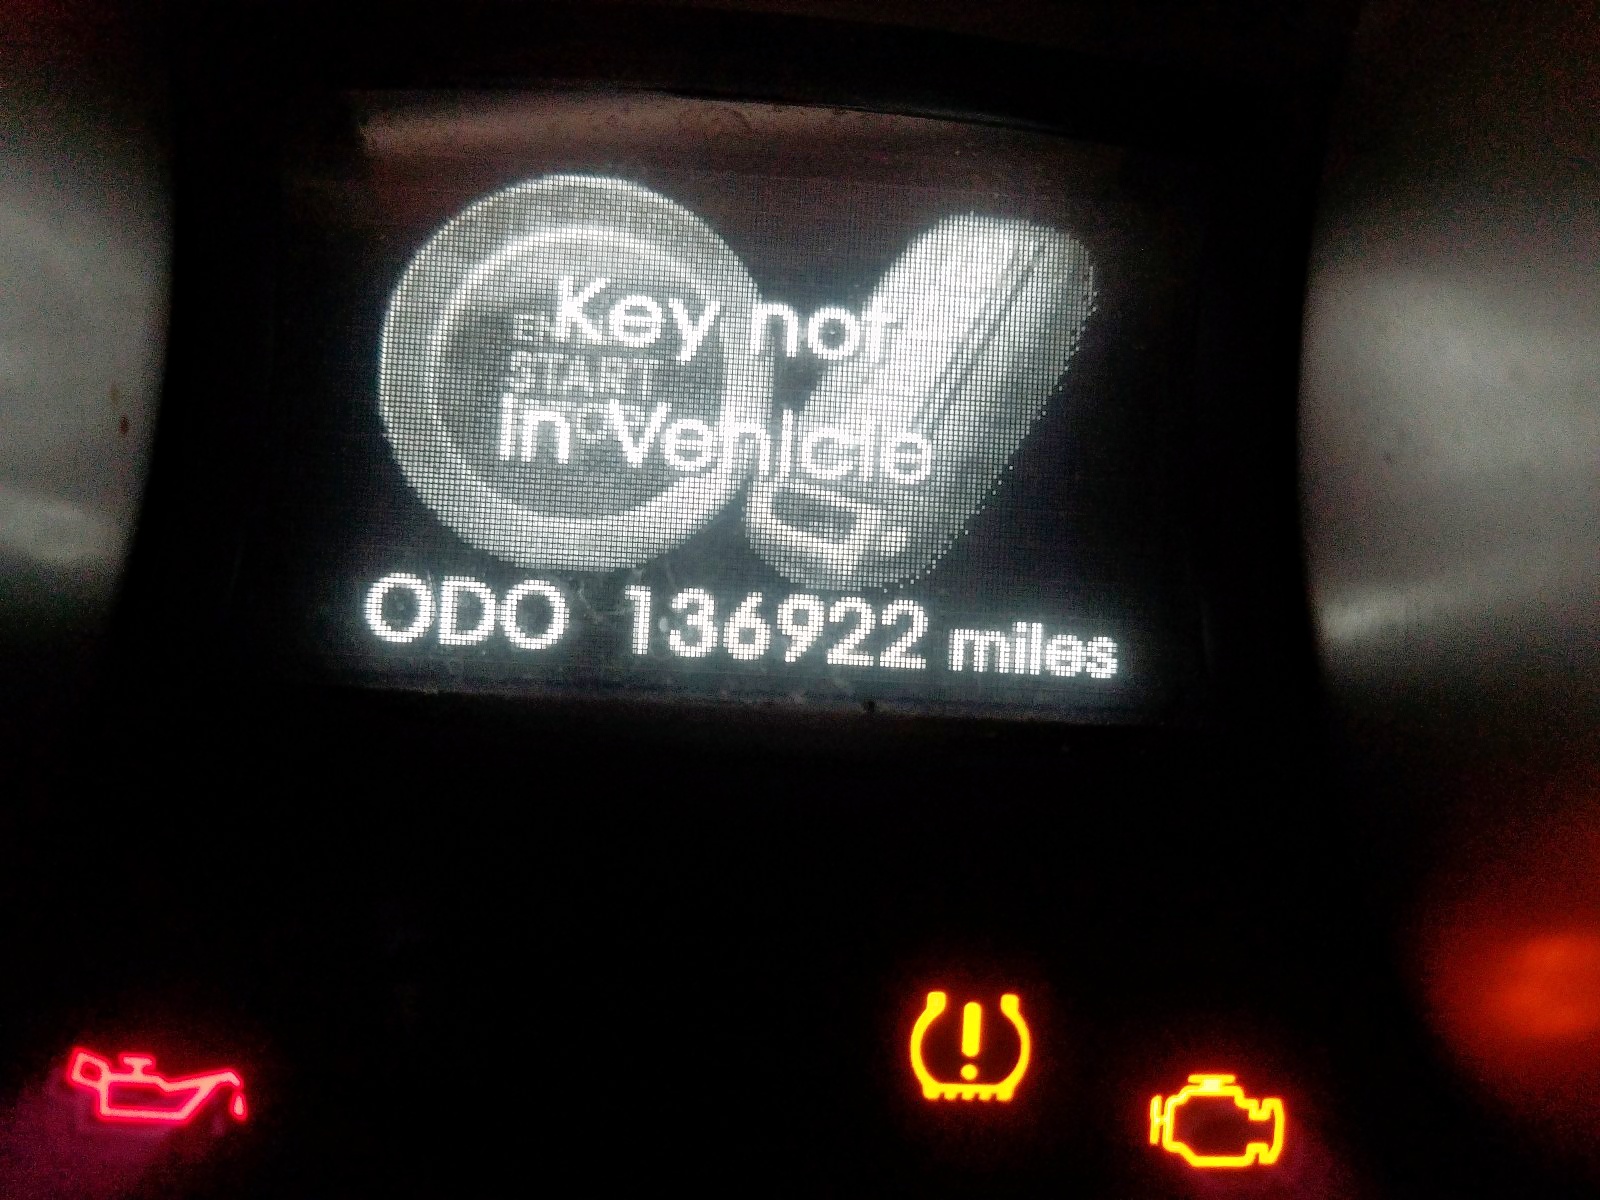 Key not
in Vehicle
START
ODO 136922 miles